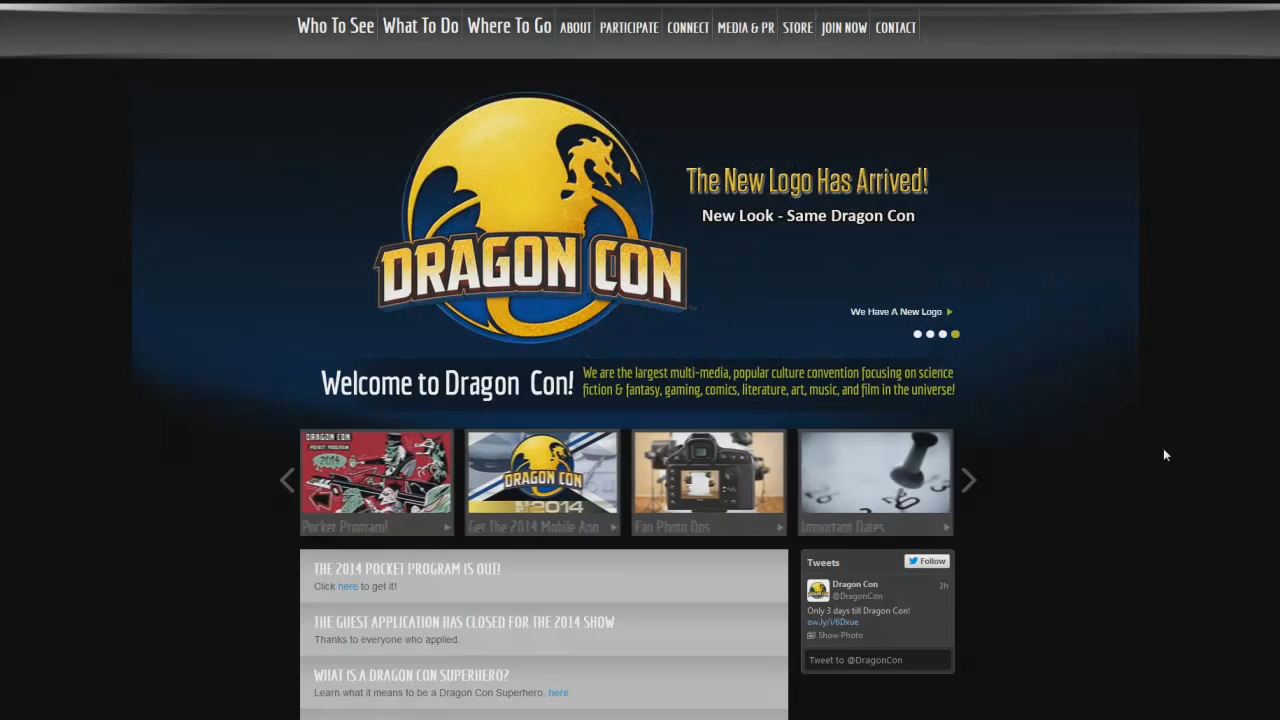 Who To See What To Do Where To Go ABOUT PARTICIPATE CONNECT MEDIA & PR STORE JOIN NOW CONTACT
DRAGON CON
The New Logo Has Arrived!
New Look - Same Dragon Con
We Have A New Logo
Welcome to Dragon Con!
We are the largest multi-media, popular culture convention focusing on science
fiction & fantasy, gaming, comics, literature, art, music, and film in the universe!
DRAGON CON
POCKET PROGRAM
2014
DRAGON CON
2014
Pocket Program!
Get The 2014 Mobile App
Fan Photo Ops
Important Dates
THE 2014 POCKET PROGRAM IS OUT!
Click here to get it!
THE GUEST APPLICATION HAS CLOSED FOR THE 2014 SHOW
Thanks to everyone who applied.
WHAT IS A DRAGON CON SUPERHERO?
Learn what it means to be a Dragon Con Superhero. here
Tweets
Follow
Dragon Con
2h
@DragonCon
Only 3 days till Dragon Con!
ow.ly/i/6Dxue
Show Photo
Tweet to @DragonCon